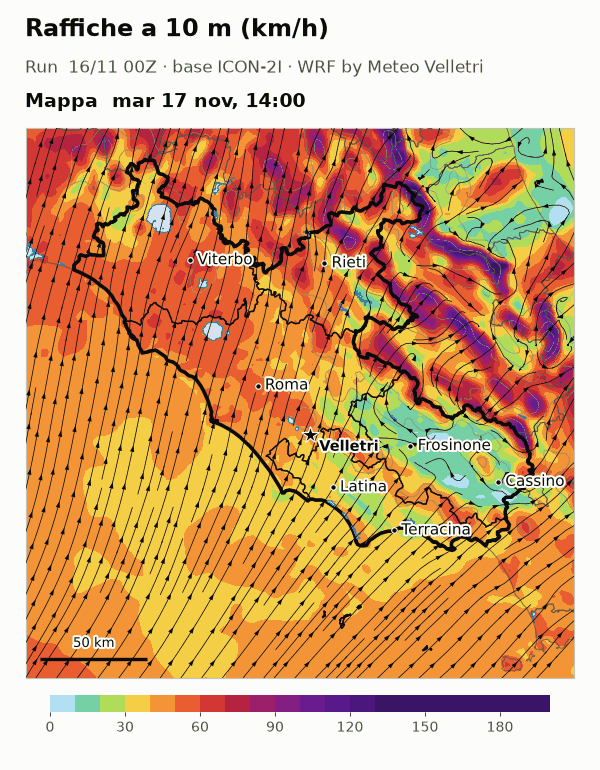 Raffiche a 10 m (km/h)
Run  16/11 00Z · base ICON-2I · WRF by Meteo Velletri
Mappa  mar 17 nov, 14:00
Viterbo
Rieti
Roma
Velletri
Frosinone
Cassino
Latina
Terracina
50 km
0 30 60 90 120 150 180